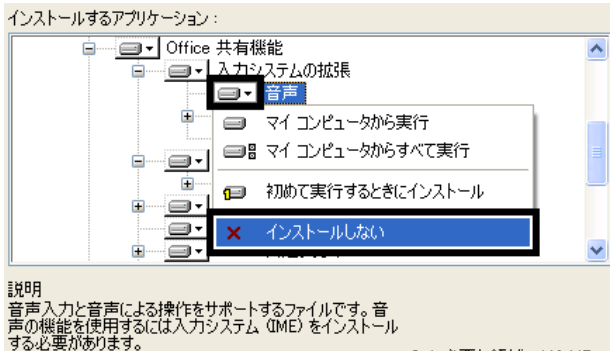 インストールするアプリケーション:
Office 共有機能
入力システムの拡張
音声
マイ コンピュータから実行
マイ コンピュータからすべて実行
初めて実行するときにインストール
インストールしない
説明
音声入力と音声による操作をサポートするファイルです。音
声の機能を使用するには入力システム (IME) をインストール
する必要があります。